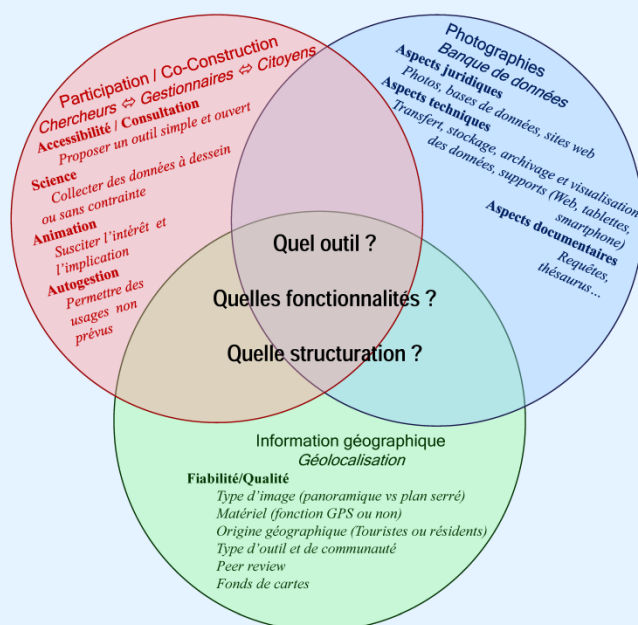 Participation / Co-Construction
Chercheurs ⇔ Gestionnaires ⇔ Citoyens
Accessibilité / Consultation
Proposer un outil simple et ouvert
Science
Collecter des données à dessein
ou sans contrainte
Animation
Susciter l'intérêt et
l'implication
Autogestion
Permettre des
usages non
prévus
Photographies
Banque de données
Aspects juridiques
Photos, bases de données, sites web
Aspects techniques
Transfert, stockage, archivage et visualisation
des données, supports (Web, tablettes,
smartphone)
Aspects documentaires
Requêtes,
thésaurus...
Quel outil ?
Quelles fonctionnalités ?
Quelle structuration ?
Information géographique
Géolocalisation
Fiabilité/Qualité
Type d'image (panoramique vs plan serré)
Matériel (fonction GPS ou non)
Origine géographique (Touristes ou résidents)
Type d'outil et de communauté
Peer review
Fonds de cartes